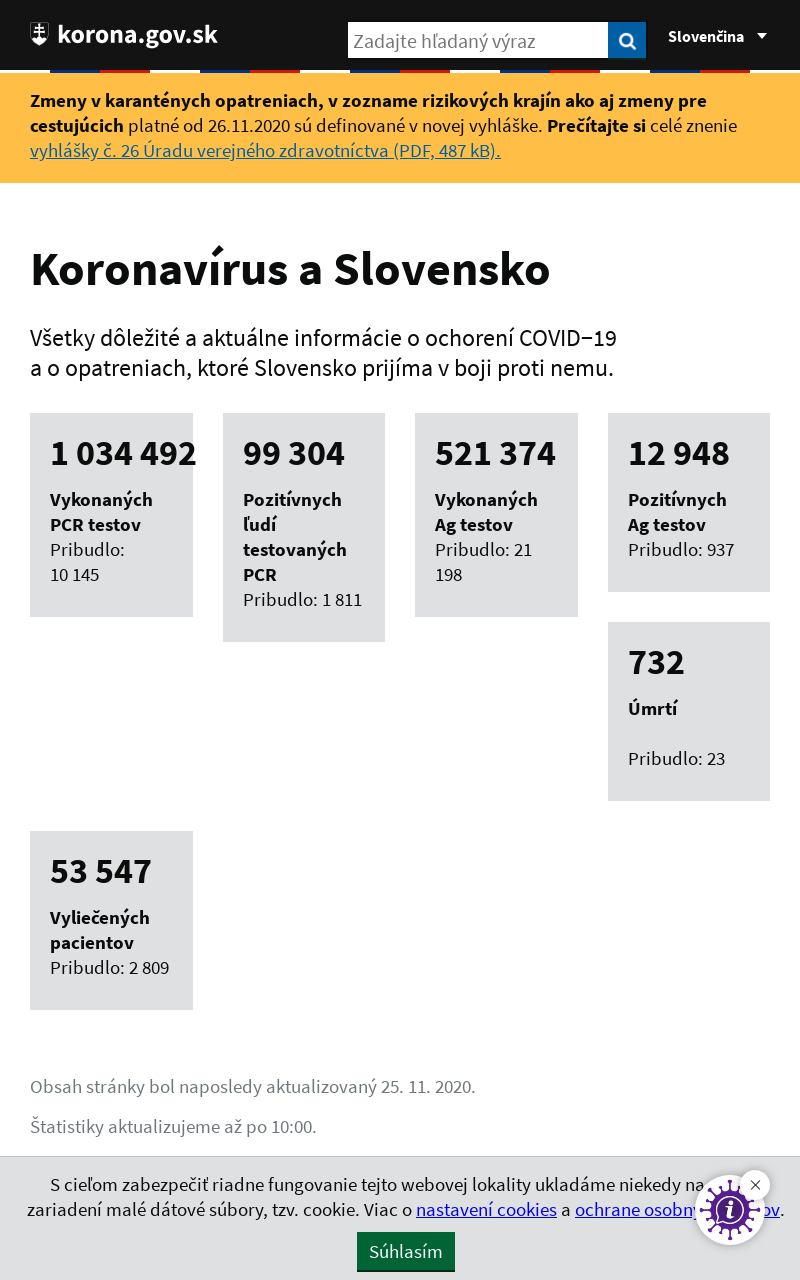 korona.gov.sk
Zadajte hľadaný výraz
Slovenčina
Zmeny v karanténych opatreniach, v zozname rizikových krajín ako aj zmeny pre
cestujúcich platné od 26.11.2020 sú definované v novej vyhláške. Prečítajte si celé znenie
vyhlášky č. 26 Úradu verejného zdravotníctva (PDF, 487 kB).
Koronavírus a Slovensko
Všetky dôležité a aktuálne informácie o ochorení COVID−19
a o opatreniach, ktoré Slovensko prijíma v boji proti nemu.
1 034 492
Vykonaných
PCR testov
Pribudlo:
10 145
99 304
Pozitívnych
ľudí
testovaných
PCR
Pribudlo: 1 811
521 374
Vykonaných
Ag testov
Pribudlo: 21
198
12 948
Pozitívnych
Ag testov
Pribudlo: 937
732
Úmrtí
Pribudlo: 23
53 547
Vyliečených
pacientov
Pribudlo: 2 809
Obsah stránky bol naposledy aktualizovaný 25. 11. 2020.
Štatistiky aktualizujeme až po 10:00.
S cieľom zabezpečiť riadne fungovanie tejto webovej lokality ukladáme niekedy na
zariadení malé dátové súbory, tzv. cookie. Viac o nastavení cookies a ochrane osobný
Súhlasím